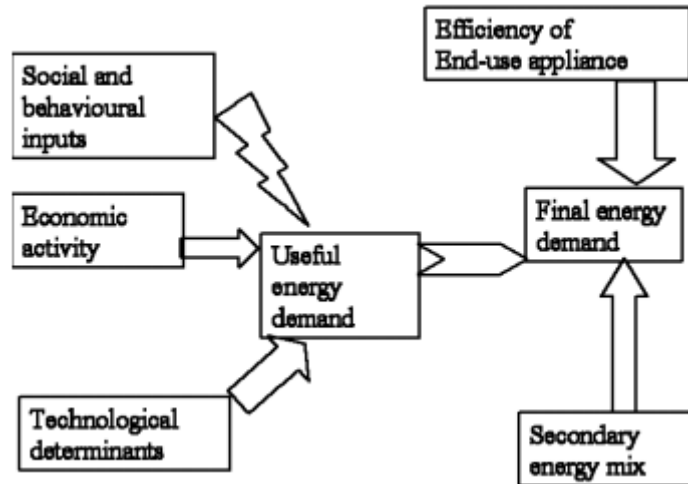 Efficiency of
End-use appliance
Social and
behavioural
inputs
Economic
activity
Useful
energy
demand
Final energy
demand
Technological
determinants
Secondary
energy mix